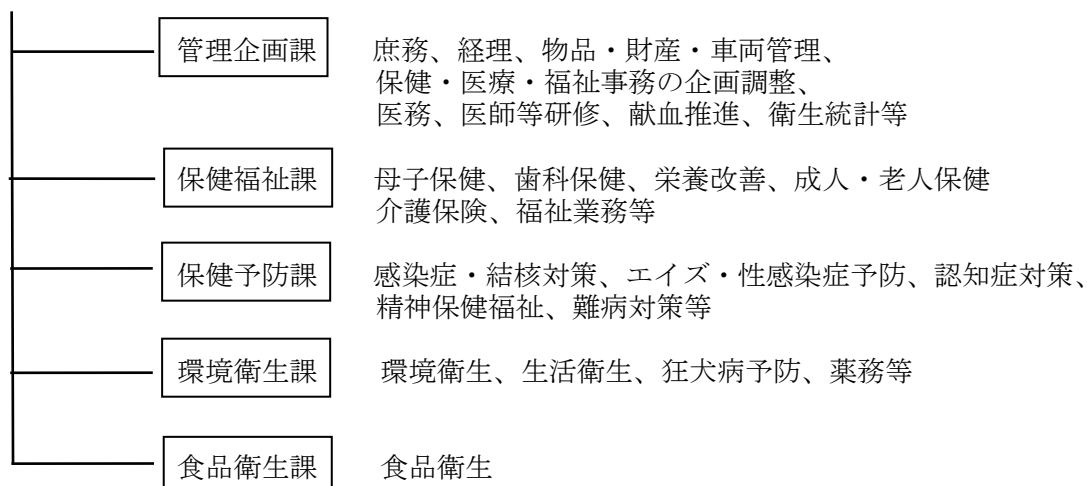 管理企画課 庶務、経理、物品・財産・車両管理、
保健・医療・福祉事務の企画調整、
医務、医師等研修、献血推進、衛生統計等
保健福祉課 母子保健、歯科保健、栄養改善、成人・老人保健
介護保険、福祉業務等
保健予防課 感染症・結核対策、エイズ・性感染症予防、認知症対策、
精神保健福祉、難病対策等
環境衛生課 環境衛生、生活衛生、狂犬病予防、薬務等
食品衛生課 食品衛生